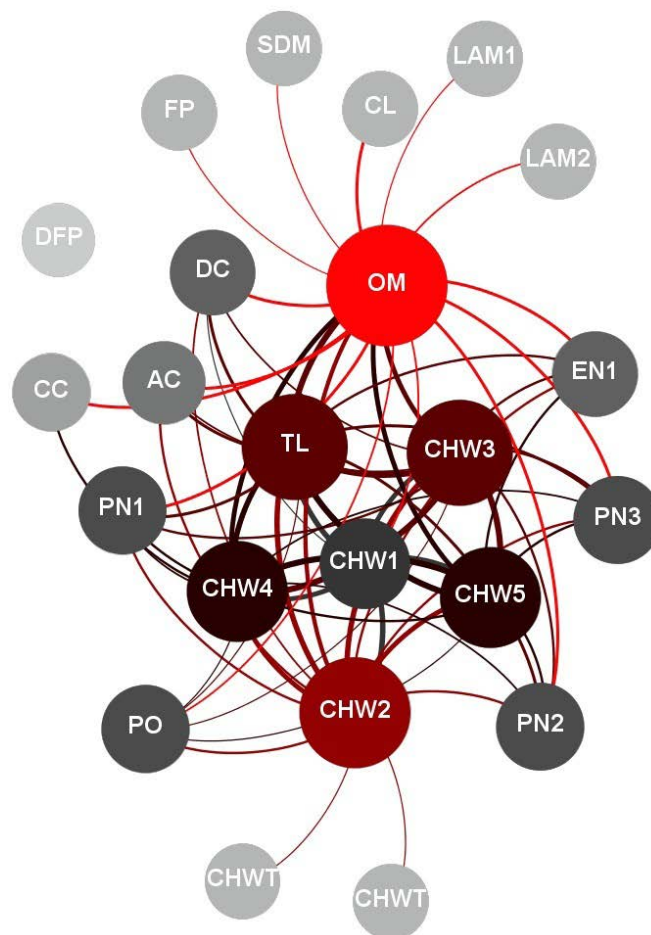 SDM
LAM1
FP
CL
LAM2
DFP
DC
OM
CC
AC
EN1
TL
CHW3
PN1
PN3
CHW1
CHW4
CHW5
CHW2
PO
PN2
CHWT
CHWT